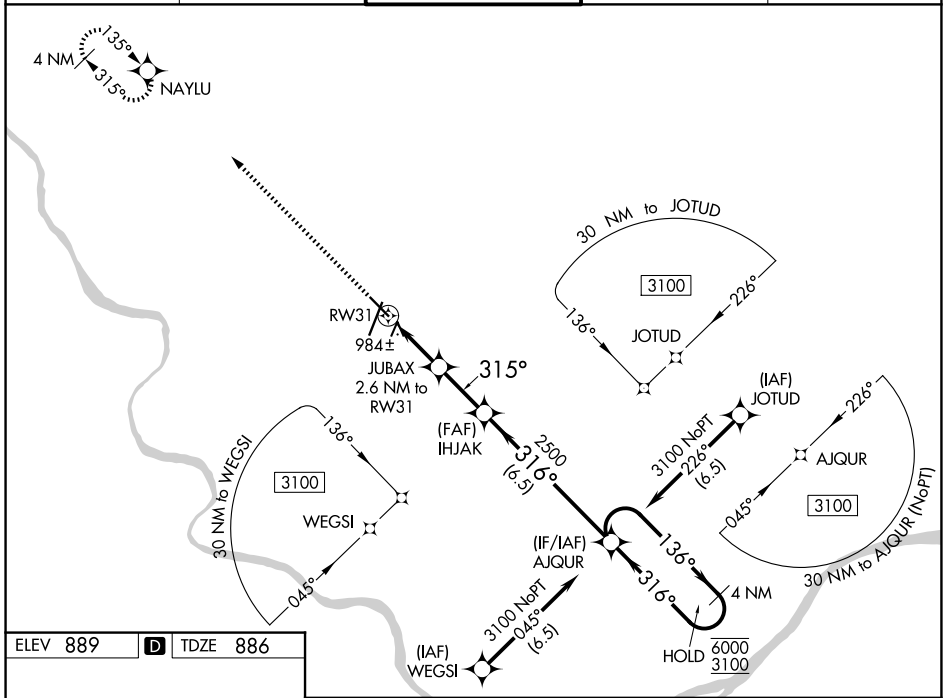 135°
4 NM
315°
NAYLU
30 NM to JOTUD
3100
226°
136°
JOTUD
RW31
984±
JUBAX
2.6 NM to
RW31
315°
(FAF)
IHJAK
2500
316°
(6.5)
(IAF)
JOTUD
3100 NoPT
226°
(6.5)
226°
AJQUR
3100
045°
30 NM to AJQUR (NoPT)
136°
3100
WEGSI
30 NM to WEGSI
045°
(IF/IAF)
AJQUR
136°
316°
4 NM
HOLD
6000
3100
3100 NoPT
045°
(6.5)
(IAF)
WEGSI
ELEV 889 D TDZE 886